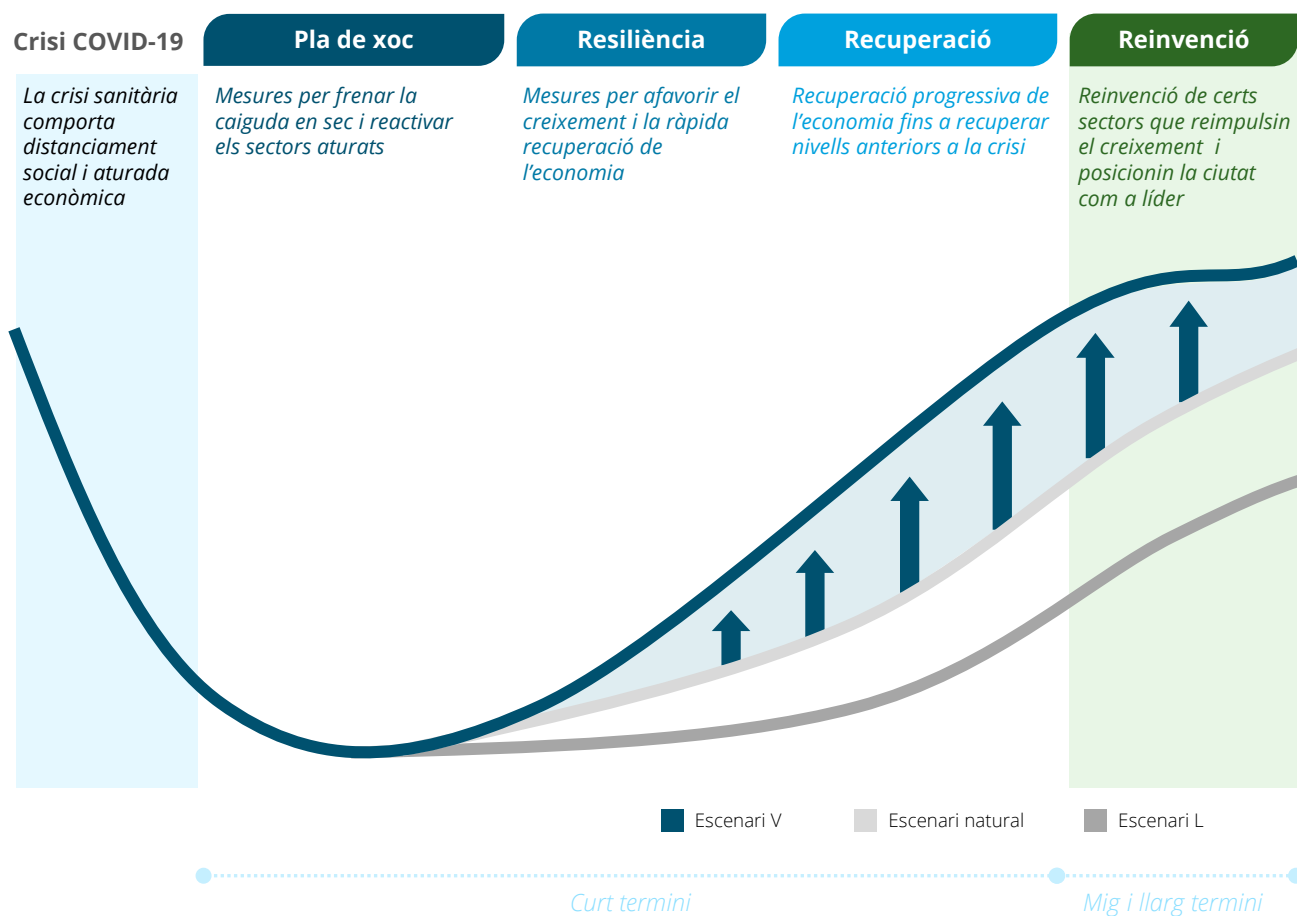 Crisi COVID-19
Pla de xoc
Resiliència
Recuperació
Reinvenció
La crisi sanitària
comporta
distanciament
social i aturada
econòmica
Mesures per frenar la
caiguda en sec i reactivar
els sectors aturats
Mesures per afavorir el
creixement i la ràpida
recuperació de
l’economia
Recuperació progressiva de
l’economia fins a recuperar
nivells anteriors a la crisi
Reinvenció de certs
sectors que reimpulsin
el creixement i
posicionin la ciutat
com a líder
Escenari V
Escenari natural
Escenari L
Curt termini
Mig i llarg termini